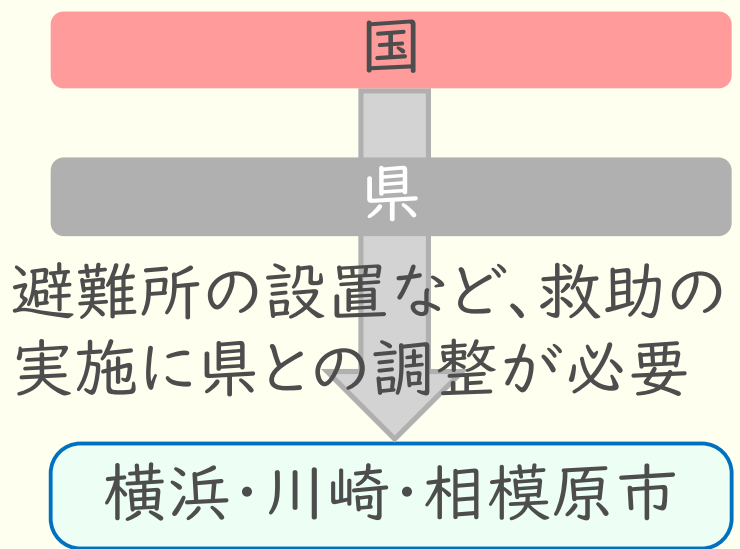 国
県
避難所の設置など、救助の
実施に県との調整が必要
横浜・川崎・相模原市